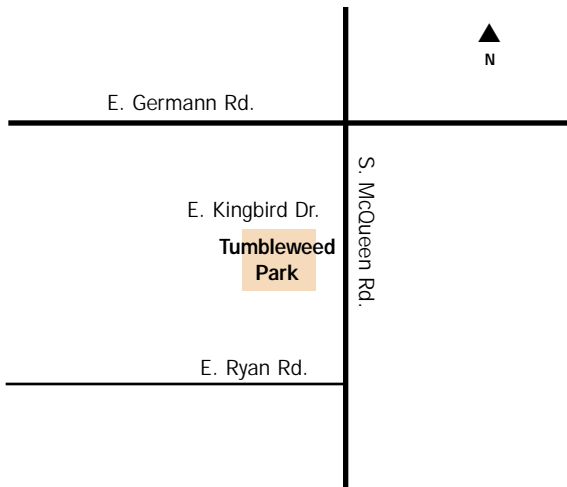 N
E. Germann Rd.
S. McQueen Rd.
E. Kingbird Dr.
Tumbleweed
Park
E. Ryan Rd.